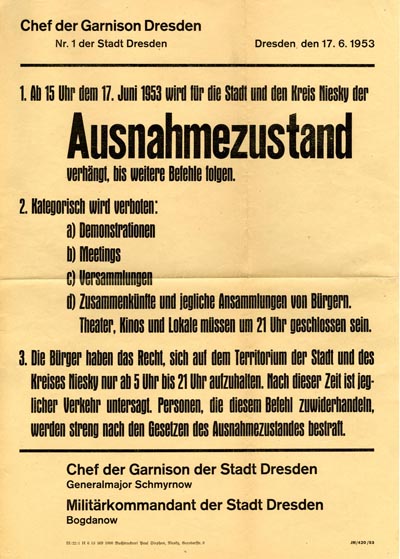 Chef der Garnison Dresden
Nr. 1 der Stadt Dresden Dresden, den 17. 6. 1953
1. Ab 15 Uhr dem 17. Juni 1953 wird für die Stadt und den Kreis Niesky der
Ausnahmezustand
verhängt, bis weitere Befehle folgen.
2. Kategorisch wird verboten:
a) Demonstrationen
b) Meetings
c) Versammlungen
d) Zusammenkünfte und jegliche Ansammlungen von Bürgern.
Theater, Kinos und Lokale müssen um 21 Uhr geschlossen sein.
3. Die Bürger haben das Recht, sich auf dem Territorium der Stadt und des
Kreises Niesky nur ab 5 Uhr bis 21 Uhr aufzuhalten. Nach dieser Zeit ist jeg-
licher Verkehr untersagt. Personen, die diesem Befehl zuwiderhandeln,
werden streng nach den Gesetzen des Ausnahmezustandes bestraft.
Chef der Garnison der Stadt Dresden
Generalmajor Schmyrnow
Militärkommandant der Stadt Dresden
Bogdanow
Buchdruckerei Paul Stephan, Niesky